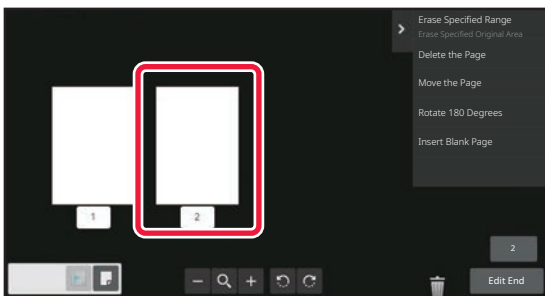 Erase Specified Range
Erase Specified Original Area
Delete the Page
Move the Page
Rotate 180 Degrees
Insert Blank Page
1
2
2
Edit End